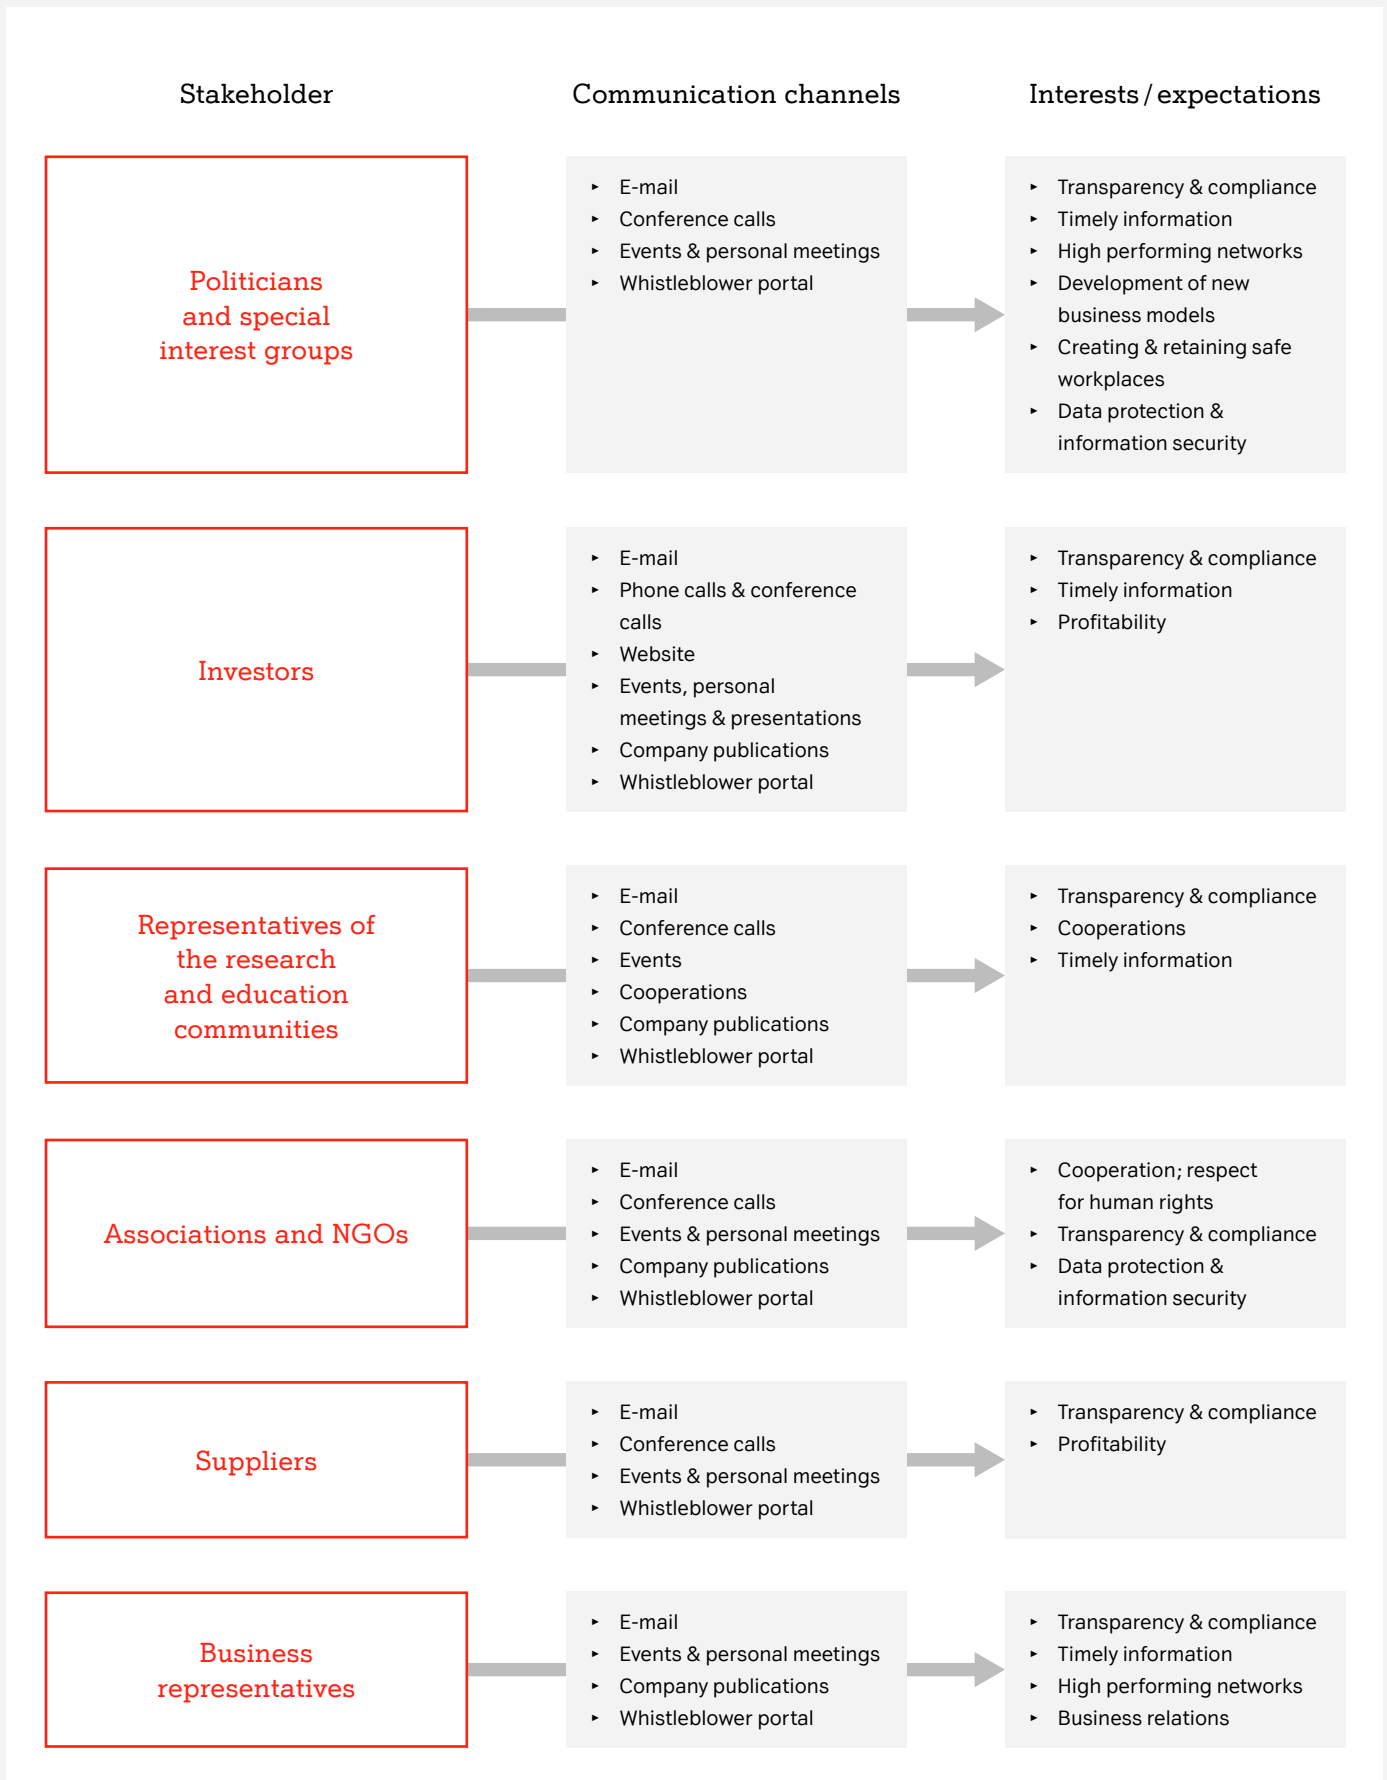 Stakeholder
Communication channels
Interests / expectations
Politicians
and special
interest groups
‣ E-mail
‣ Conference calls
‣ Events & personal meetings
‣ Whistleblower portal
‣ Transparency & compliance
‣ Timely information
‣ High performing networks
‣ Development of new
business models
‣ Creating & retaining safe
workplaces
‣ Data protection &
information security
Investors
‣ E-mail
‣ Phone calls & conference
calls
‣ Website
‣ Events, personal
meetings & presentations
‣ Company publications
‣ Whistleblower portal
‣ Transparency & compliance
‣ Timely information
‣ Profitability
Representatives of
the research
and education
communities
‣ E-mail
‣ Conference calls
‣ Events
‣ Cooperations
‣ Company publications
‣ Whistleblower portal
‣ Transparency & compliance
‣ Cooperations
‣ Timely information
Associations and NGOs
‣ E-mail
‣ Conference calls
‣ Events & personal meetings
‣ Company publications
‣ Whistleblower portal
‣ Cooperation; respect
for human rights
‣ Transparency & compliance
‣ Data protection &
information security
Suppliers
‣ E-mail
‣ Conference calls
‣ Events & personal meetings
‣ Whistleblower portal
‣ Transparency & compliance
‣ Profitability
Business
representatives
‣ E-mail
‣ Events & personal meetings
‣ Company publications
‣ Whistleblower portal
‣ Transparency & compliance
‣ Timely information
‣ High performing networks
‣ Business relations